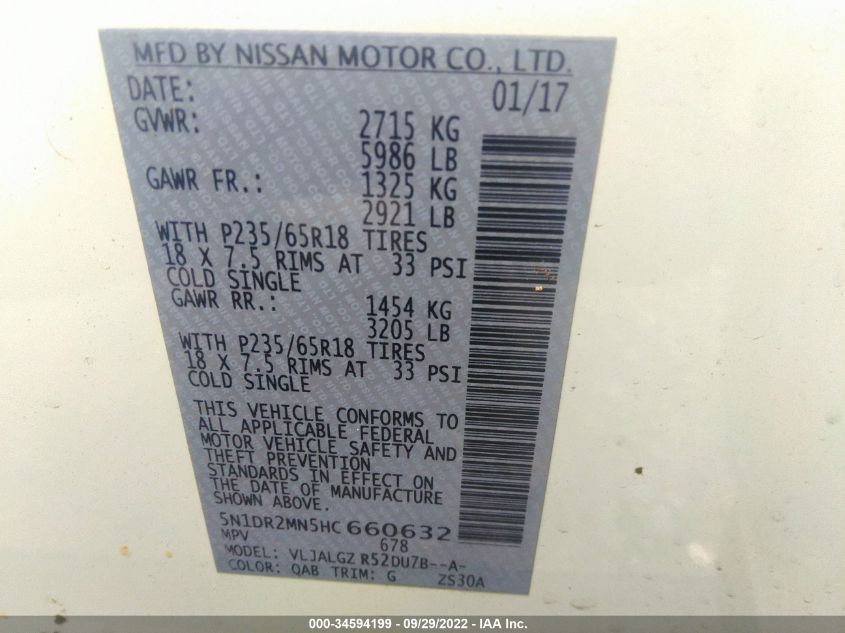 MFD BY NISSAN MOTOR CO., LTD.
DATE: 01/17
GVWR: 2715 KG
5986 LB
GAWR FR.: 1325 KG
2921 LB
WITH P235/65R18 TIRES
18 X 7.5 RIMS AT 33 PSI
COLD SINGLE
GAWR RR.: 1454 KG
3205 LB
WITH P235/65R18 TIRES
18 X 7.5 RIMS AT 33 PSI
COLD SINGLE
THIS VEHICLE CONFORMS TO
ALL APPLICABLE FEDERAL
MOTOR VEHICLE SAFETY AND
THEFT PREVENTION
STANDARDS IN EFFECT ON
THE DATE OF MANUFACTURE
SHOWN ABOVE.
5N1DR2MN5HC 660632
MPV 678
MODEL: VLJALGZ R52DUZB--A-
COLOR: QAB TRIM: G ZS30A
000-34594199 - 09/29/2022 - IAA Inc.